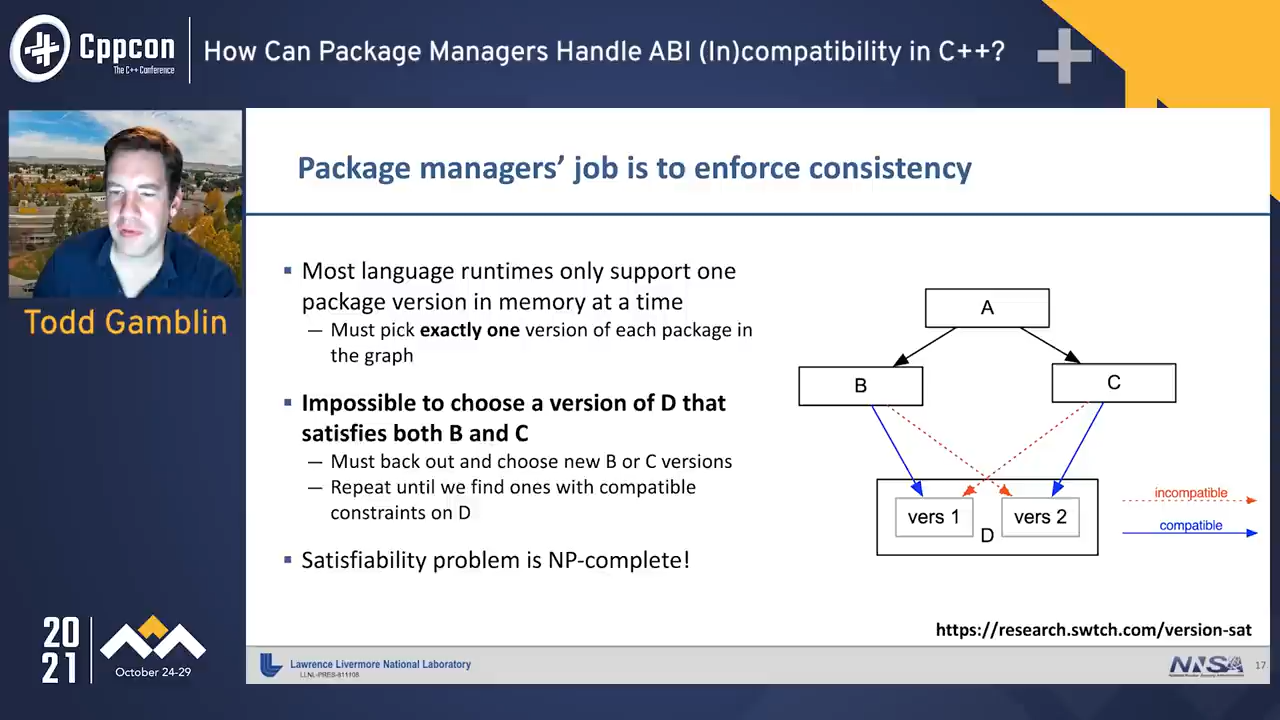 Cppcon
The C++ Conference
How Can Package Managers Handle ABI (In)compatibility in C++?
Todd Gamblin
20
21
October 24-29
Package managers’ job is to enforce consistency
▪ Most language runtimes only support one
package version in memory at a time
— Must pick exactly one version of each package in
the graph
▪ Impossible to choose a version of D that
satisfies both B and C
— Must back out and choose new B or C versions
— Repeat until we find ones with compatible
constraints on D
▪ Satisfiability problem is NP-complete!
A
B
C
vers 1
vers 2
D
incompatible
compatible
https://research.swtch.com/version-sat
Lawrence Livermore National Laboratory
LLNL-PRES-811106
NNSA
17